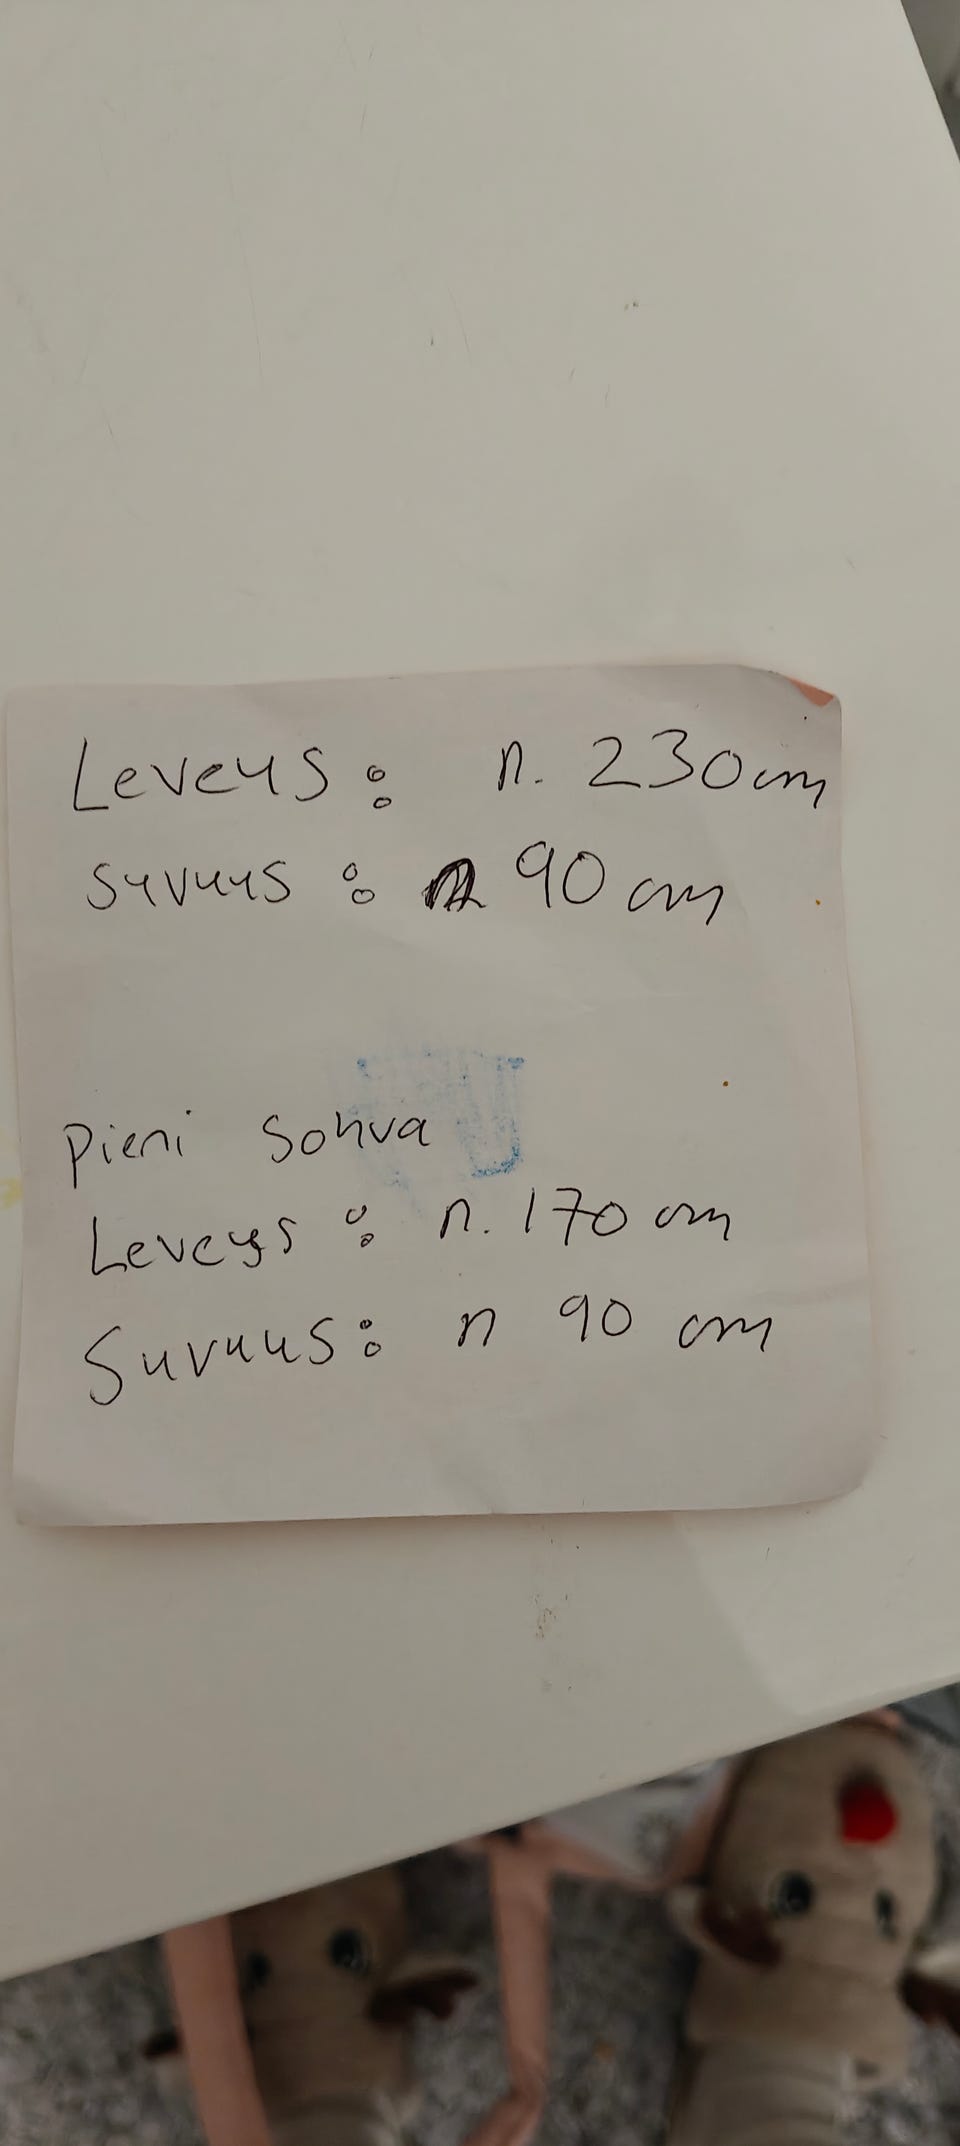 Leveys: n. 230cm
syvyys: n 90 cm
Pieni Sohva
Leveys: n. 170 cm
Syvyys: n 90 cm